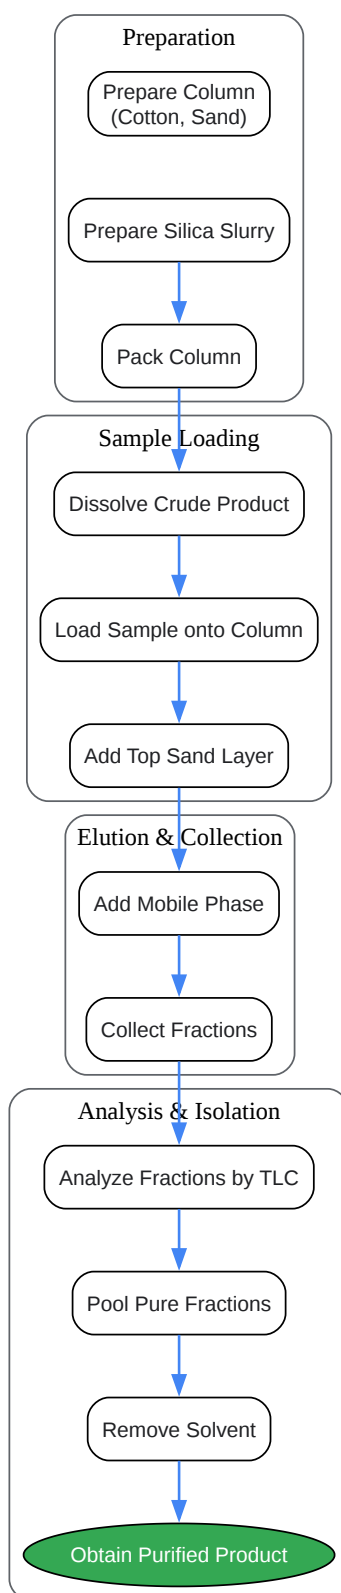 Preparation
Prepare Column
(Cotton, Sand)
Prepare Silica Slurry
Pack Column
Sample Loading
Dissolve Crude Product
Load Sample onto Column
Add Top Sand Layer
Elution & Collection
Add Mobile Phase
Collect Fractions
Analysis & Isolation
Analyze Fractions by TLC
Pool Pure Fractions
Remove Solvent
Obtain Purified Product